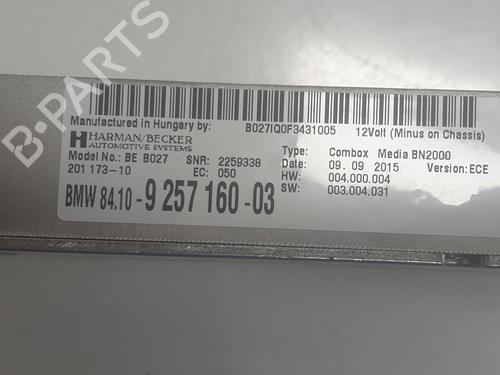 B-PARTS
Manufactured in Hungary by: B027IQ0F3431005 12Volt (Minus on Chassis)
HARMAN/BECKER
AUTOMOTIVE SYSTEMS
Type: Combox Media BN2000
Model No.: BE B027 SNR: 2259338 Date: 09. 09 2015 Version: ECE
201 173-10 EC: 050 HW: 004.000.004
SW: 003.004.031
BMW 84.10 - 9 257 160 - 03